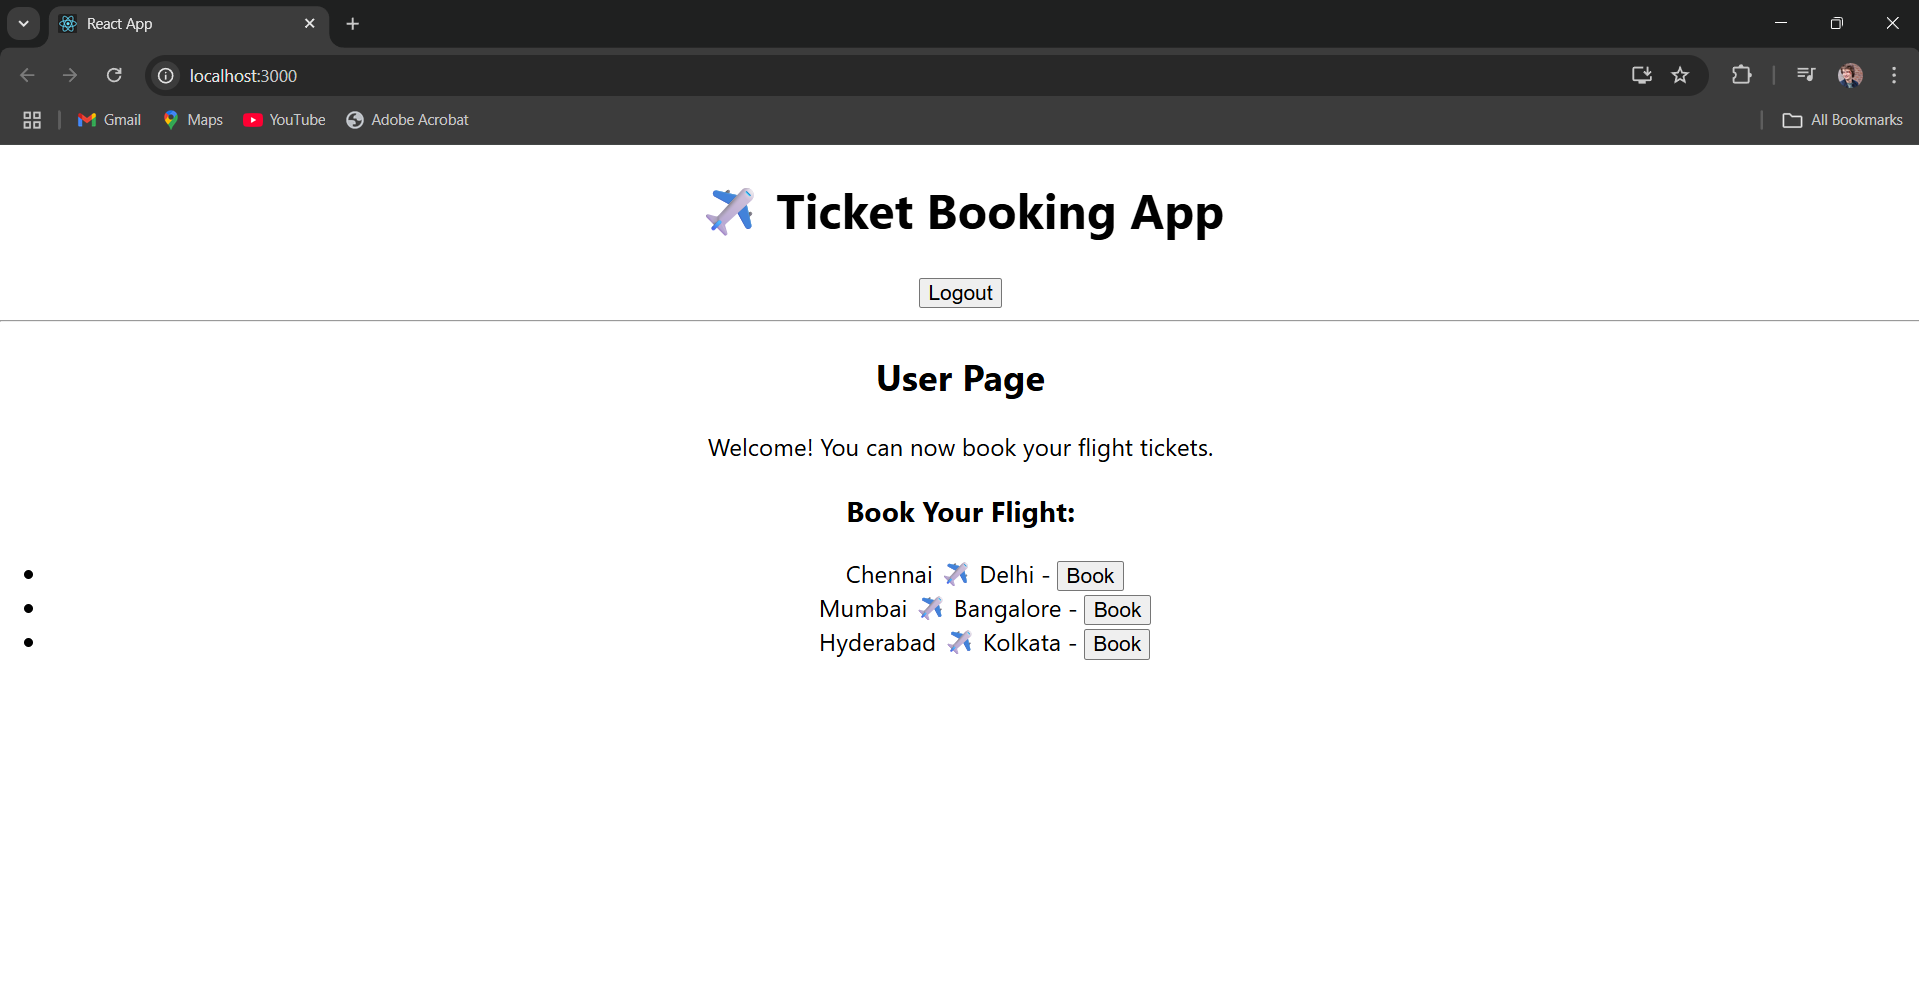 React App
localhost:3000
Gmail Maps YouTube Adobe Acrobat All Bookmarks
✈️ Ticket Booking App
Logout
User Page
Welcome! You can now book your flight tickets.
Book Your Flight:
• Chennai ✈️ Delhi - Book
• Mumbai ✈️ Bangalore - Book
• Hyderabad ✈️ Kolkata - Book